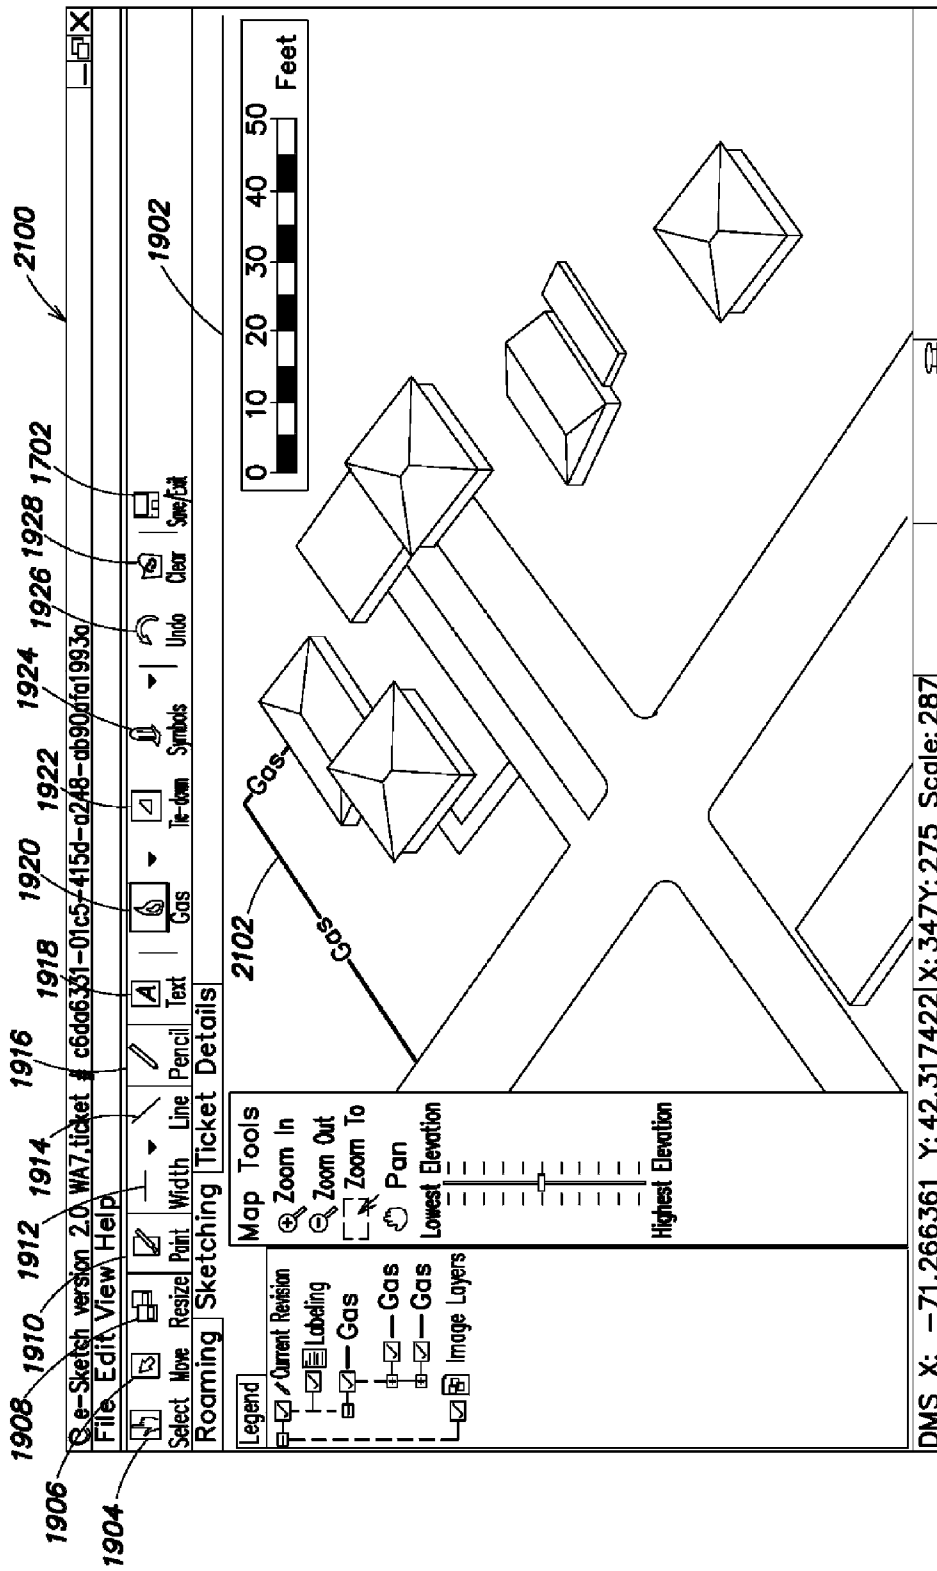 2100
1902
1904
1906
1908
1910
1912
1914
1916
1918
1920
1922
1924
1926
1928
1702
e-Sketch version 2.0 WA7,ticket # c6da6331-01c5-415d-a248-ab90dfa1993a
File Edit View Help
Select Move Resize Paint Width Line Pencil Text Gas Tie-down Symbols Undo Clear Save/Exit
Roaming Sketching Ticket Details
Legend
Current Revision
Labeling
Gas
Gas
Gas
Image Layers
Map Tools
Zoom In
Zoom Out
Zoom To
Pan
Lowest Elevation
Highest Elevation
2102
Gas
Gas
0 10 20 30 40 50
Feet
DMS X: -71.266361 Y: 42.317422 X: 347Y: 275 Scale: 287